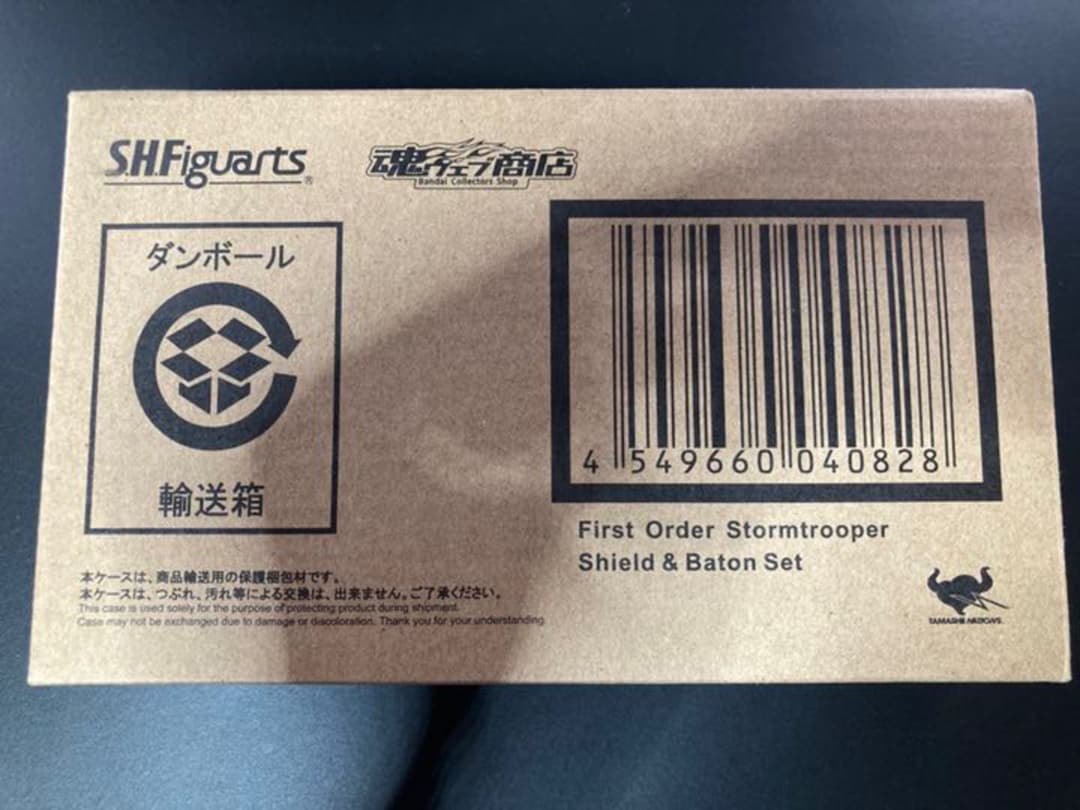 S.H.Figuarts®
魂ウェブ商店
Bandai Collectors Shop
ダンボール
輸送箱
4 549660 040828
First Order Stormtrooper
Shield & Baton Set
本ケースは、商品輸送用の保護梱包材です。
本ケースは、つぶれ、汚れ等による交換は、出来ません。ご了承ください。
This case is used solely for the purpose of protecting product during shipment.
Case may not be exchanged due to damage or discoloration. Thank you for your understanding.
TAMASHII NATIONS